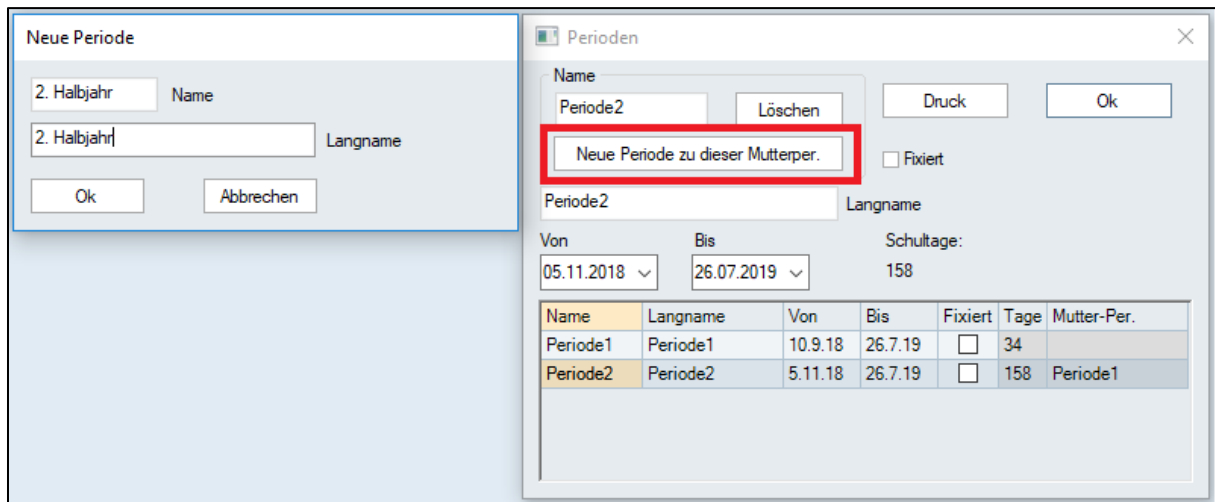 Neue Periode
2. Halbjahr Name
2. Halbjahr Langname
Ok Abbrechen
Perioden
Name
Periode2 Löschen Druck Ok
Neue Periode zu dieser Mutterper. Fixiert
Periode2 Langname
Von Bis Schultage:
05.11.2018 26.07.2019 158
Name Langname Von Bis Fixiert Tage Mutter-Per.
Periode1 Periode1 10.9.18 26.7.19 34
Periode2 Periode2 5.11.18 26.7.19 158 Periode1